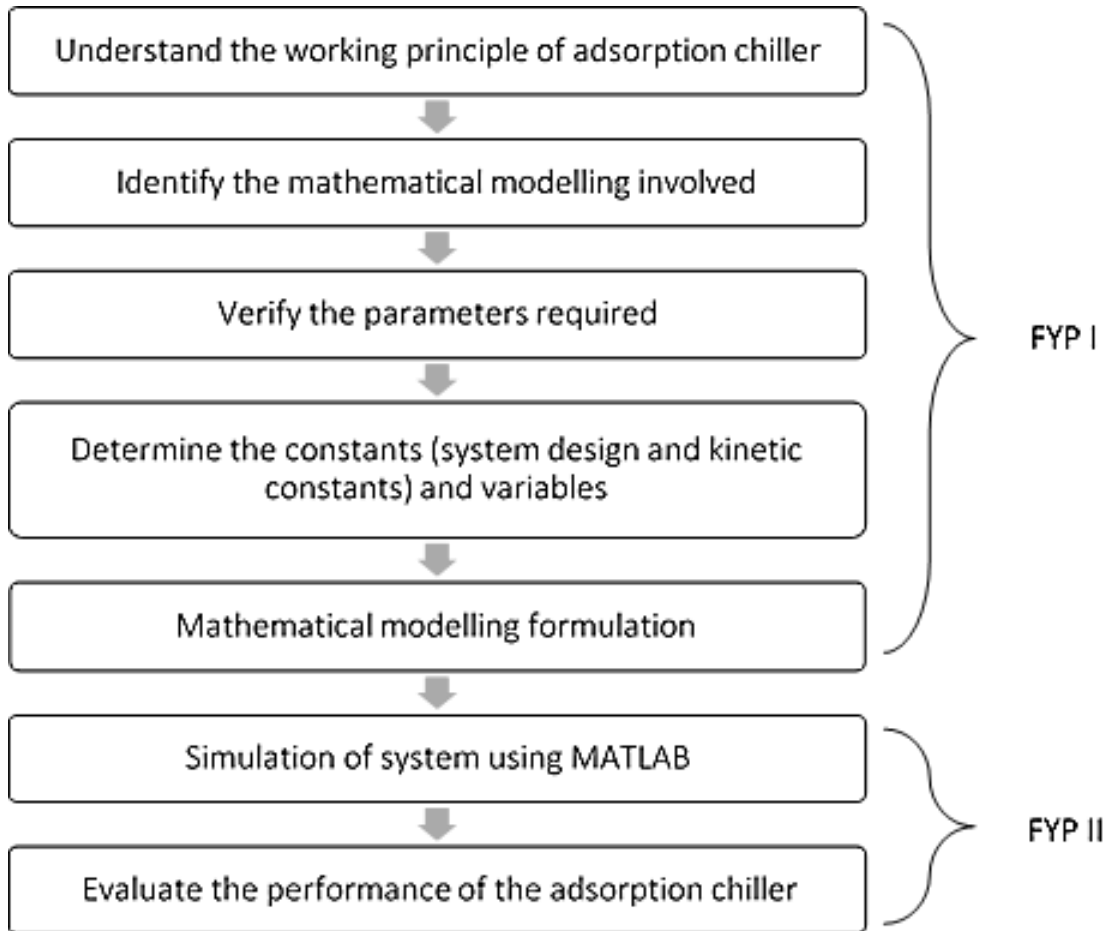 Understand the working principle of adsorption chiller
Identify the mathematical modelling involved
Verify the parameters required
FYP I
Determine the constants (system design and kinetic
constants) and variables
Mathematical modelling formulation
Simulation of system using MATLAB
FYP II
Evaluate the performance of the adsorption chiller